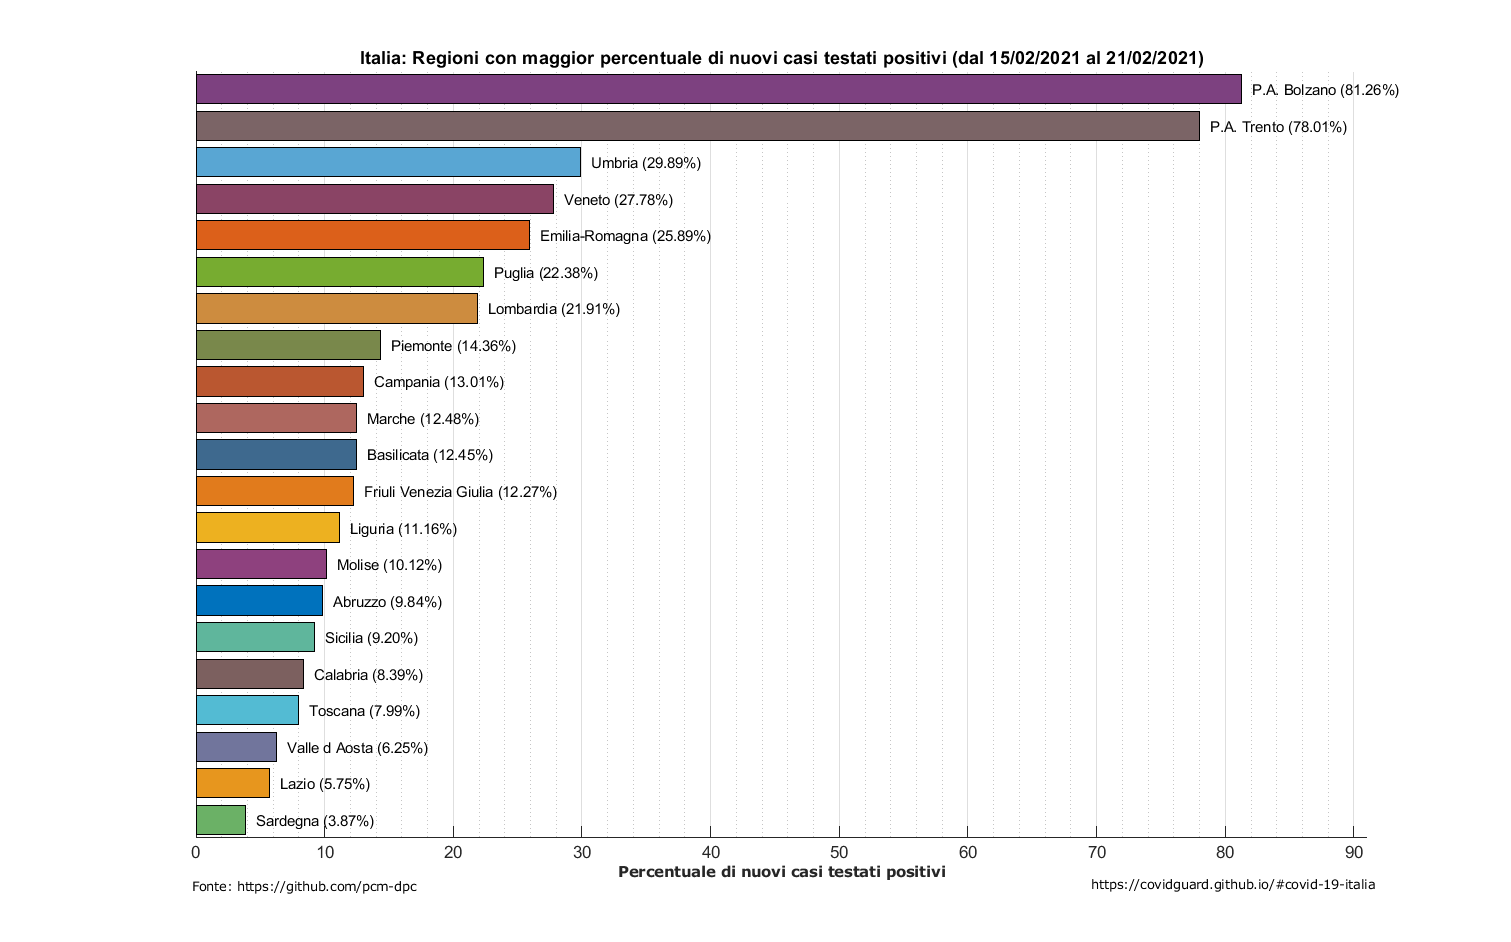 Italia: Regioni con maggior percentuale di nuovi casi testati positivi (dal 15/02/2021 al 21/02/2021)
P.A. Bolzano (81.26%)
P.A. Trento (78.01%)
Umbria (29.89%)
Veneto (27.78%)
Emilia-Romagna (25.89%)
Puglia (22.38%)
Lombardia (21.91%)
Piemonte (14.36%)
Campania (13.01%)
Marche (12.48%)
Basilicata (12.45%)
Friuli Venezia Giulia (12.27%)
Liguria (11.16%)
Molise (10.12%)
Abruzzo (9.84%)
Sicilia (9.20%)
Calabria (8.39%)
Toscana (7.99%)
Valle d Aosta (6.25%)
Lazio (5.75%)
Sardegna (3.87%)
0 10 20 30 40 50 60 70 80 90
Percentuale di nuovi casi testati positivi
Fonte: https://github.com/pcm-dpc
https://covidguard.github.io/#covid-19-italia